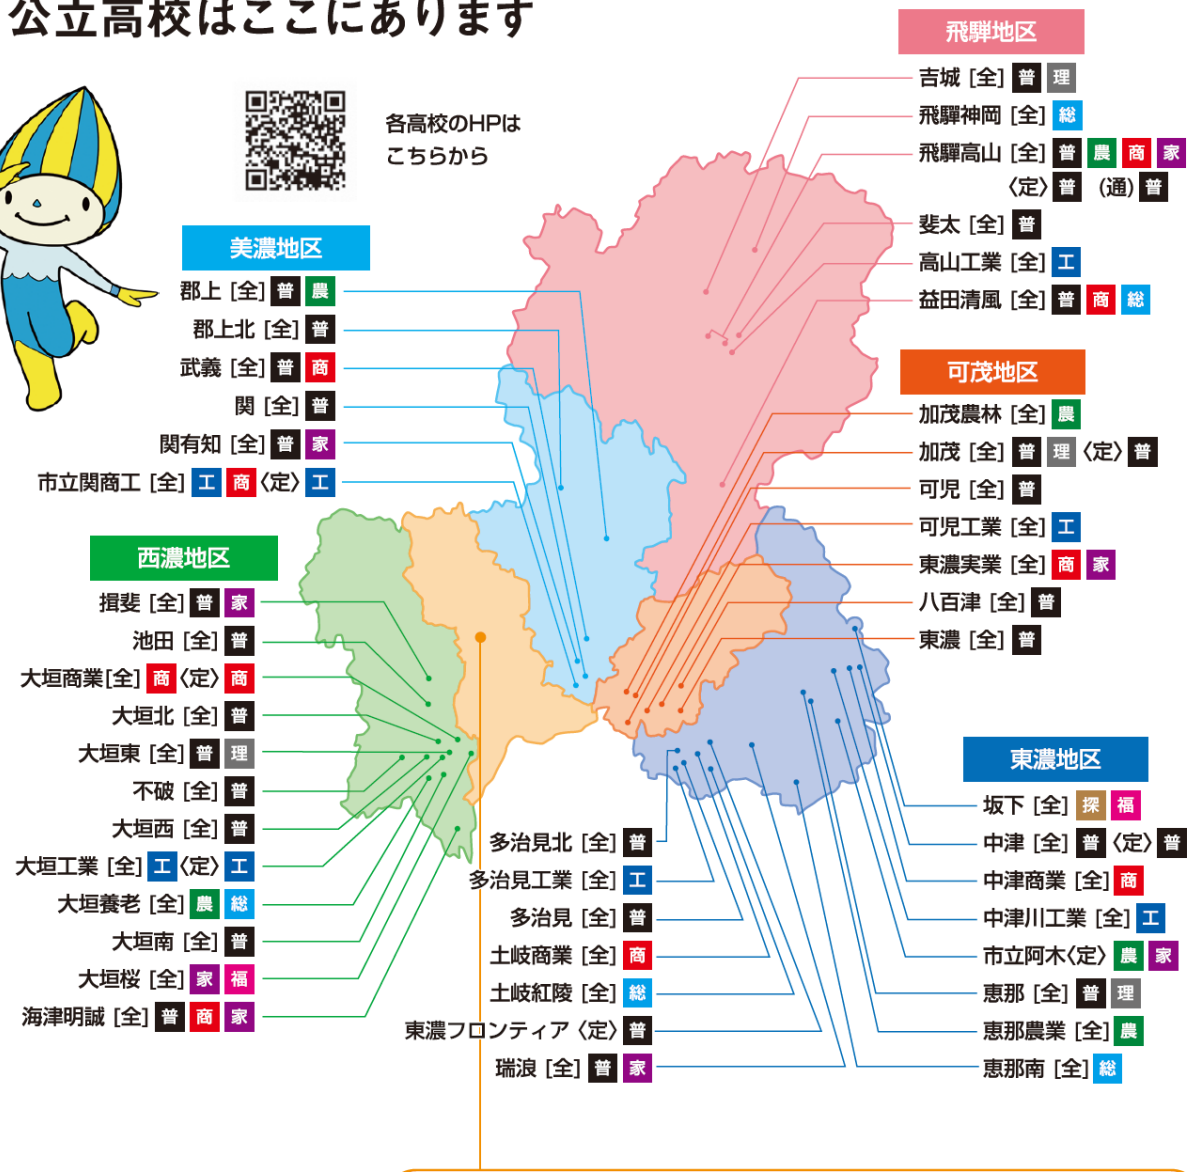 公立高校はここにあります
各高校のHPは
こちらから
飛騨地区
吉城 [全] 普 理
飛騨神岡 [全] 総
飛騨高山 [全] 普 農 商 家
〈定〉 普 (通) 普
斐太 [全] 普
高山工業 [全] 工
益田清風 [全] 普 商 総
美濃地区
郡上 [全] 普 農
郡上北 [全] 普
武義 [全] 普 商
関 [全] 普
関有知 [全] 普 家
市立関商工 [全] 工 商 〈定〉 工
可茂地区
加茂農林 [全] 農
加茂 [全] 普 理 〈定〉 普
可児 [全] 普
可児工業 [全] 工
東濃実業 [全] 商 家
八百津 [全] 普
東濃 [全] 普
西濃地区
揖斐 [全] 普 家
池田 [全] 普
大垣商業[全] 商 〈定〉 商
大垣北 [全] 普
大垣東 [全] 普 理
不破 [全] 普
大垣西 [全] 普
大垣工業 [全] 工 〈定〉 工
大垣養老 [全] 農 総
大垣南 [全] 普
大垣桜 [全] 家 福
海津明誠 [全] 普 商 家
東濃地区
多治見北 [全] 普
多治見工業 [全] 工
多治見 [全] 普
土岐商業 [全] 商
土岐紅陵 [全] 総
東濃フロンティア 〈定〉 普
瑞浪 [全] 普 家
坂下 [全] 探 福
中津 [全] 普 〈定〉 普
中津商業 [全] 商
中津川工業 [全] 工
市立阿木〈定〉 農 家
恵那 [全] 普 理
恵那農業 [全] 農
恵那南 [全] 総